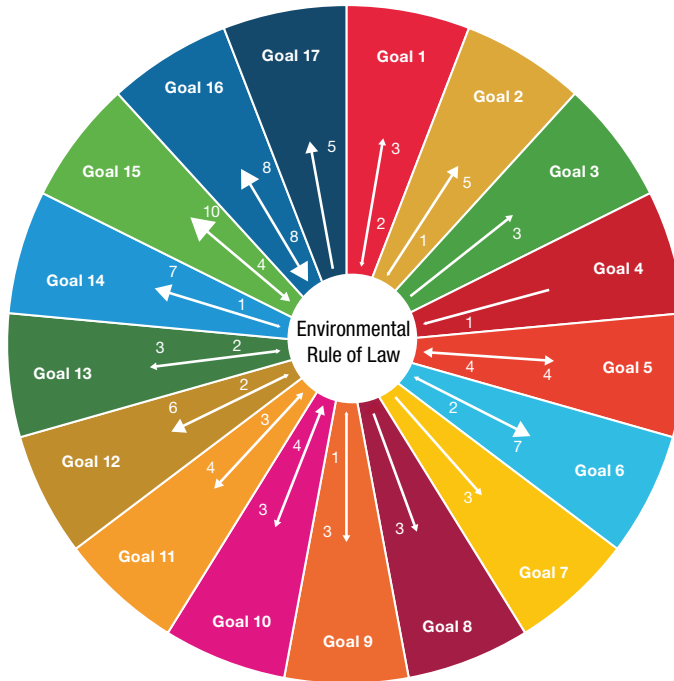 Goal 1
3
2
Goal 2
5
1
Goal 3
3
Goal 4
1
Goal 5
4
4
Goal 6
2
7
Goal 7
3
Goal 8
3
Goal 9
1
3
Goal 10
4
3
Goal 11
3
4
Goal 12
2
6
Goal 13
2
3
Goal 14
7
1
Goal 15
10
4
Goal 16
8
8
Goal 17
5
Environmental
Rule of Law